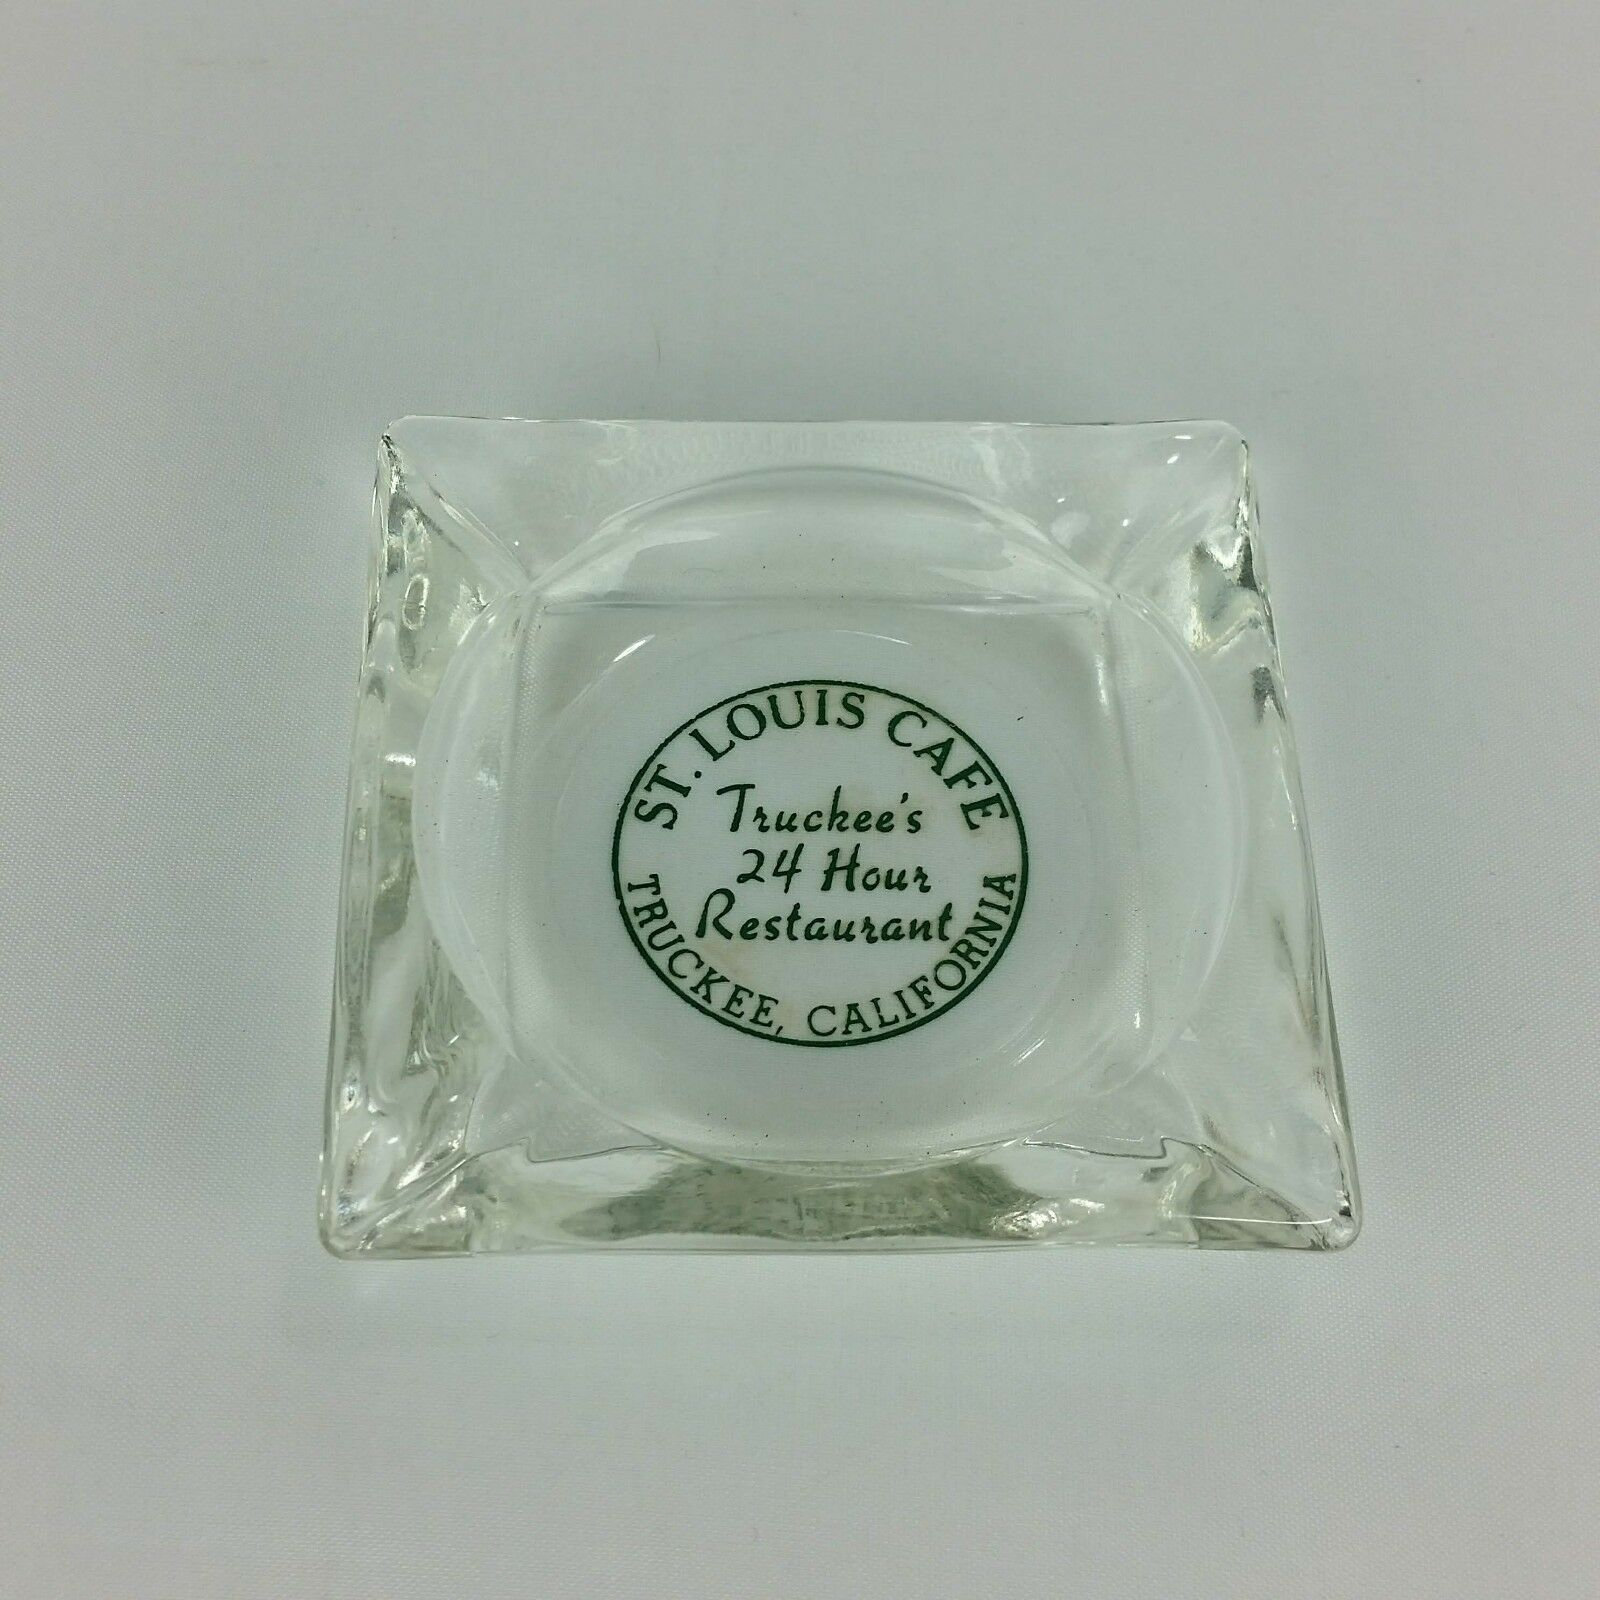 ST. LOUIS CAFE
Truckee's
24 Hour
Restaurant
TRUCKEE, CALIFORNIA